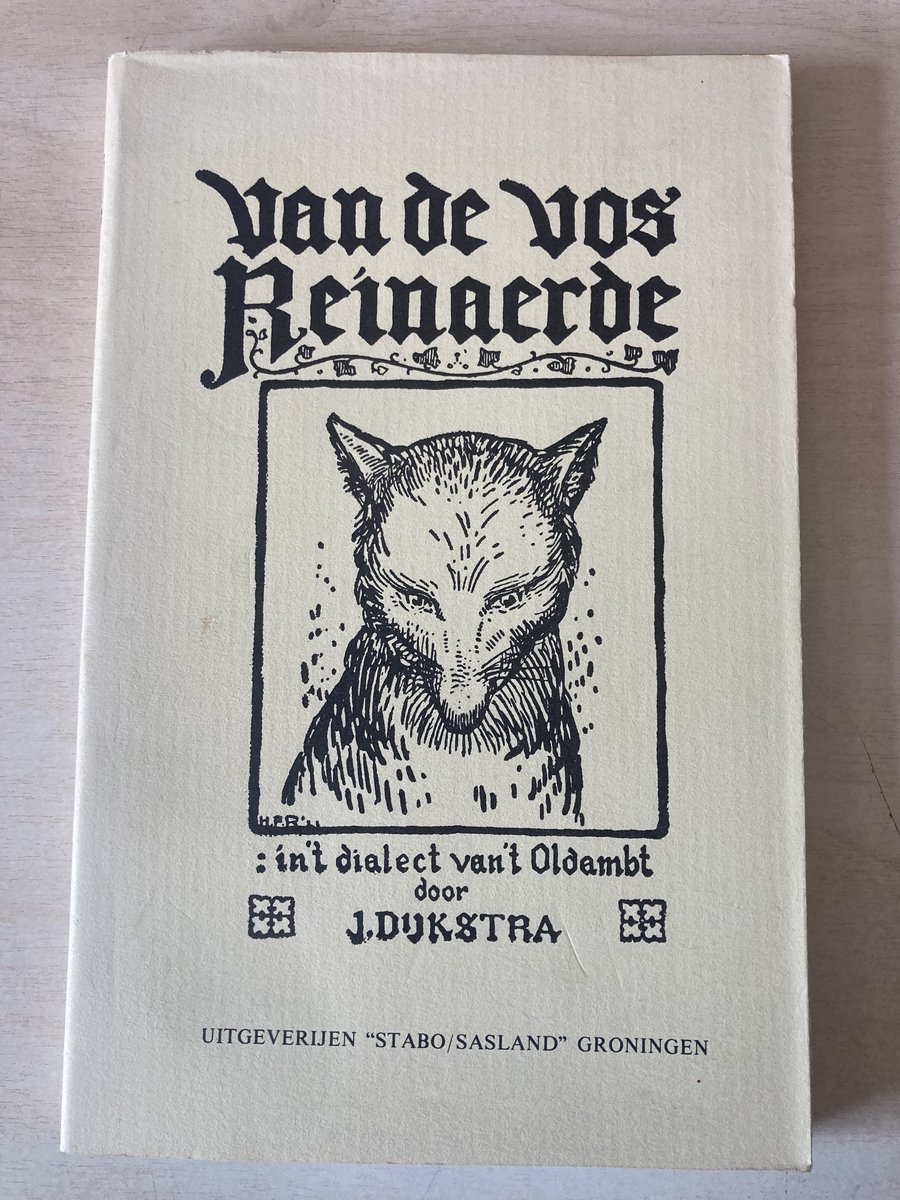 van de vos
Reinaerde
: in't dialect van't Oldambt
door
J. DIJKSTRA
UITGEVERIJEN "STABO/SASLAND" GRONINGEN